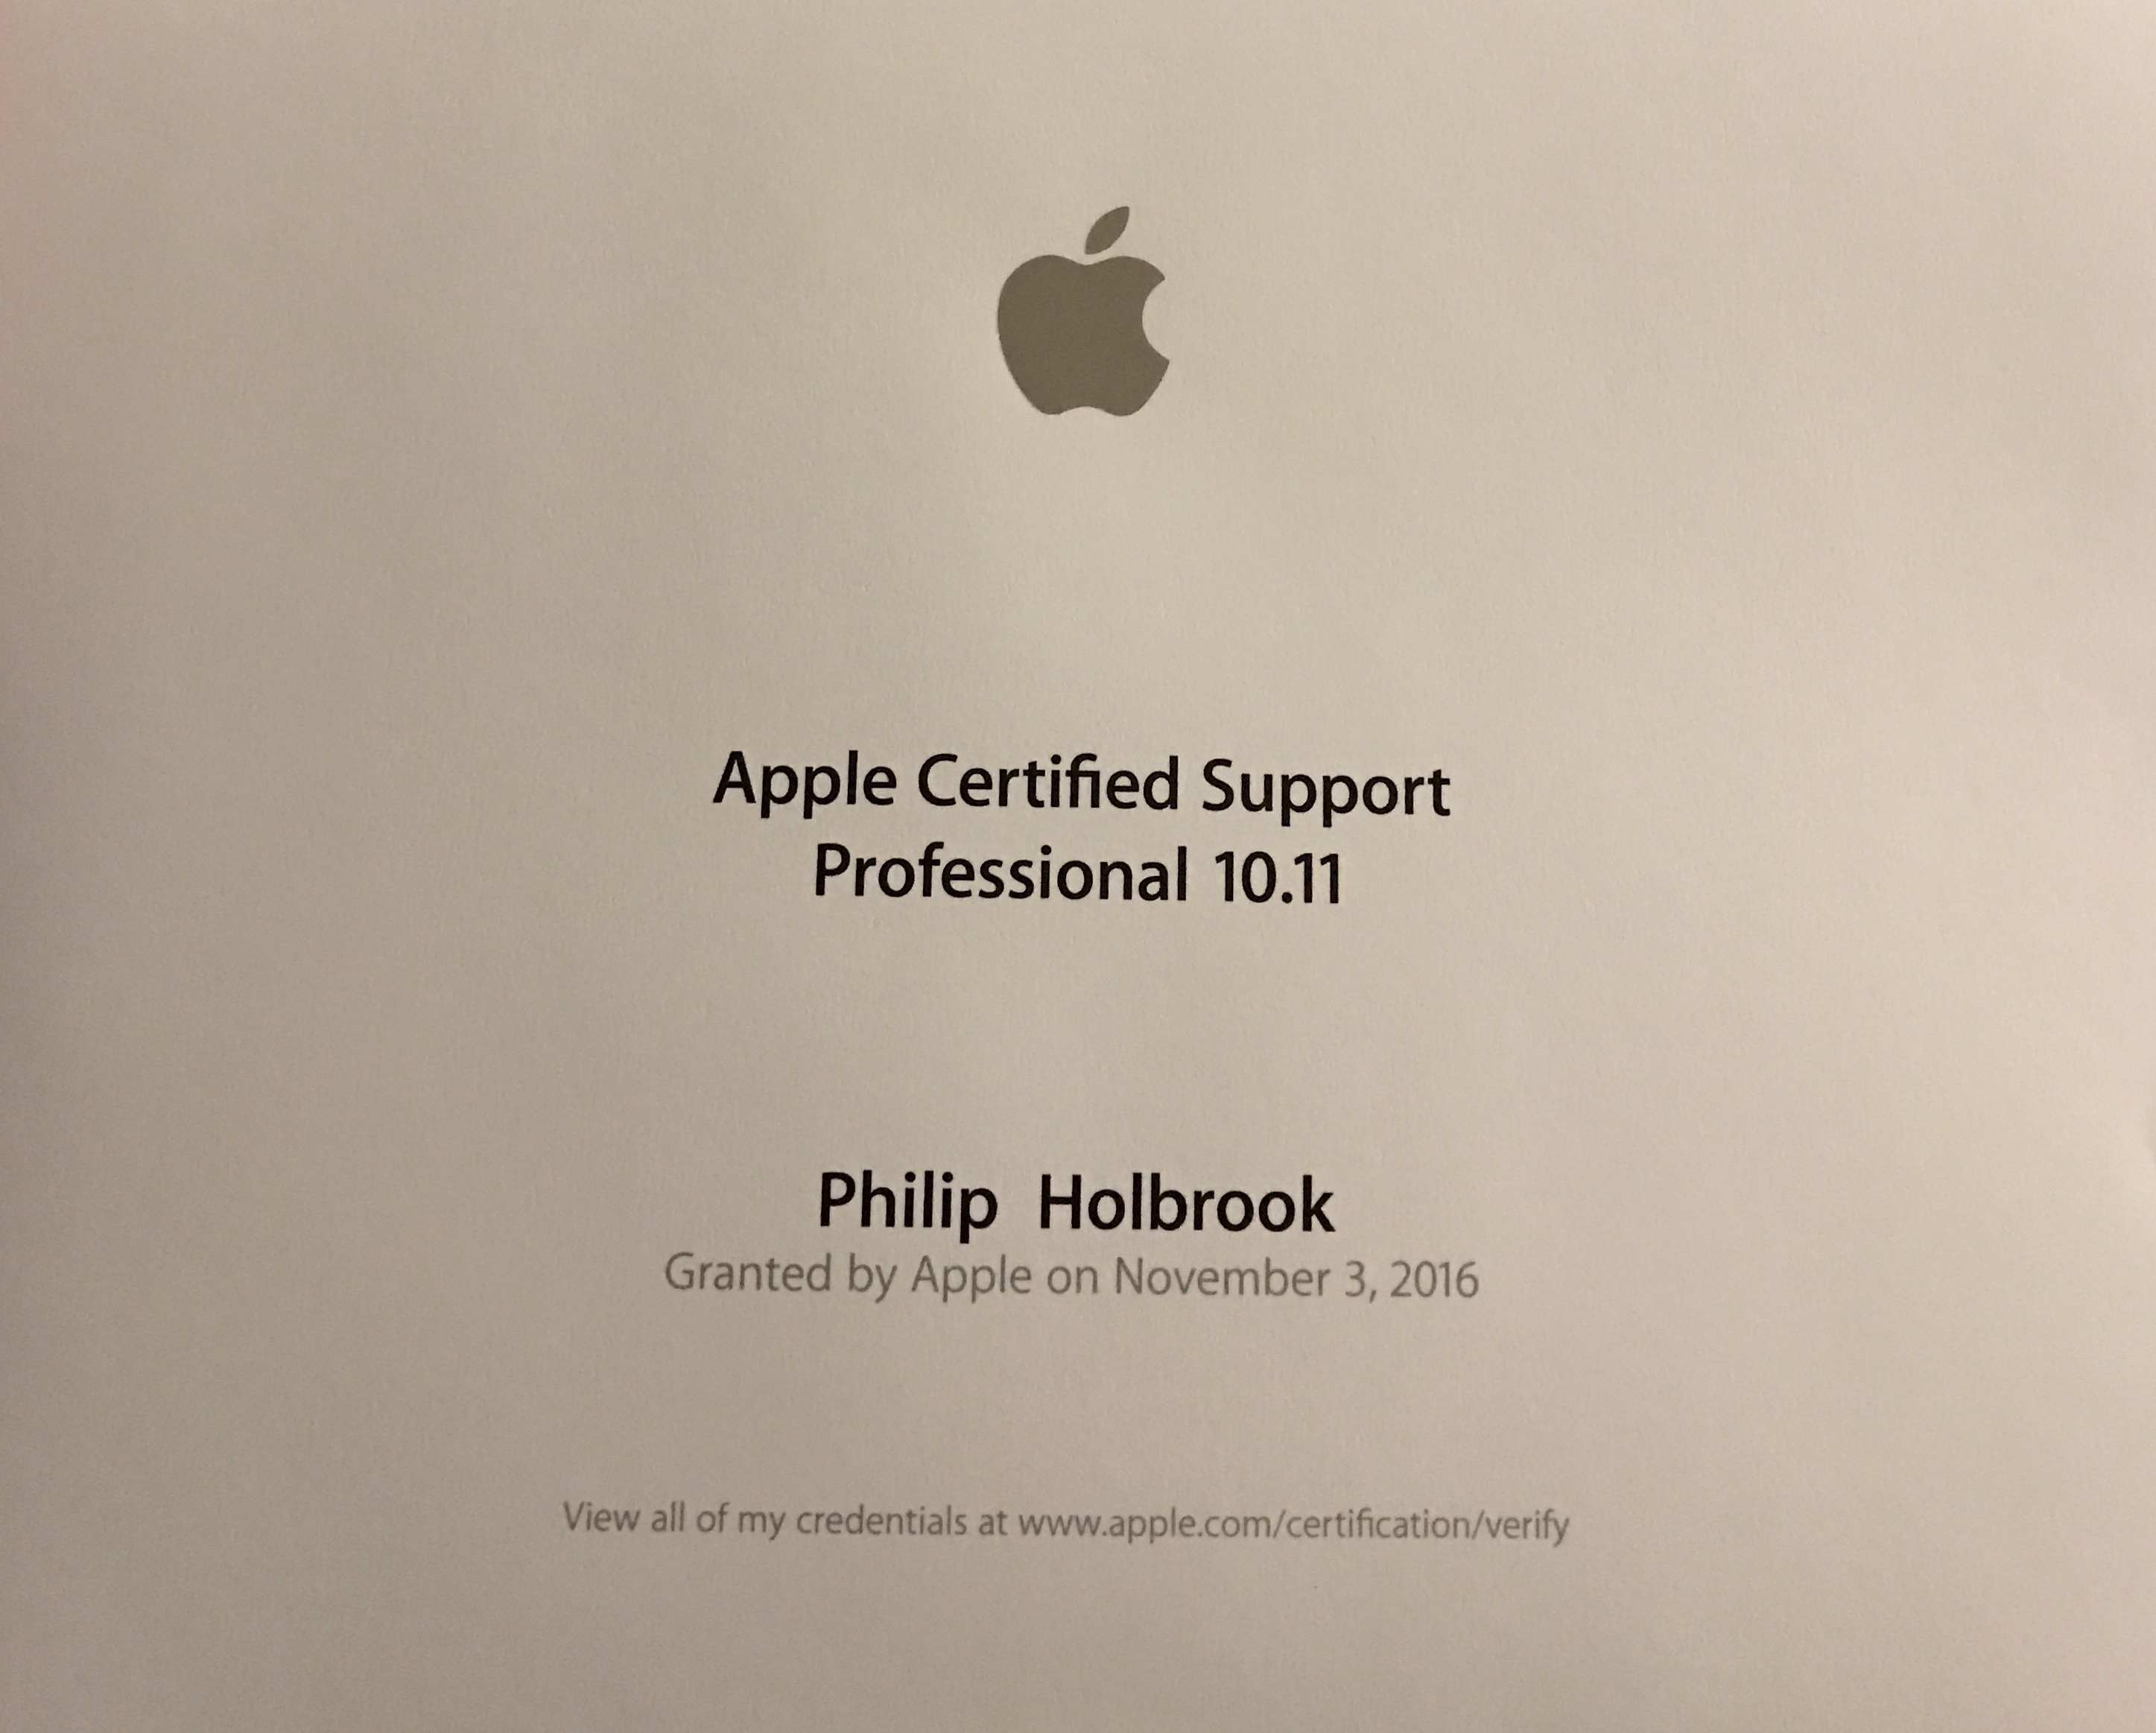 Apple Certified Support
Professional 10.11
Philip Holbrook
Granted by Apple on November 3, 2016
View all of my credentials at www.apple.com/certification/verify